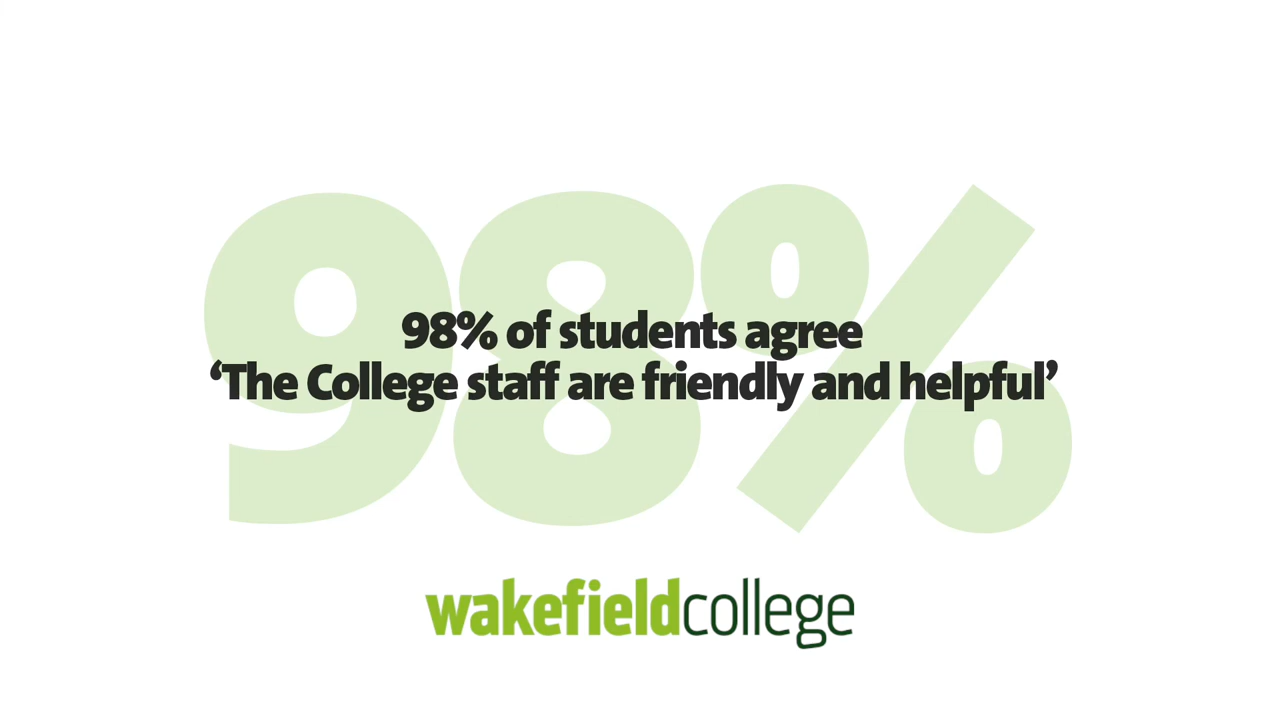 98%
98% of students agree
‘The College staff are friendly and helpful’
wakefieldcollege